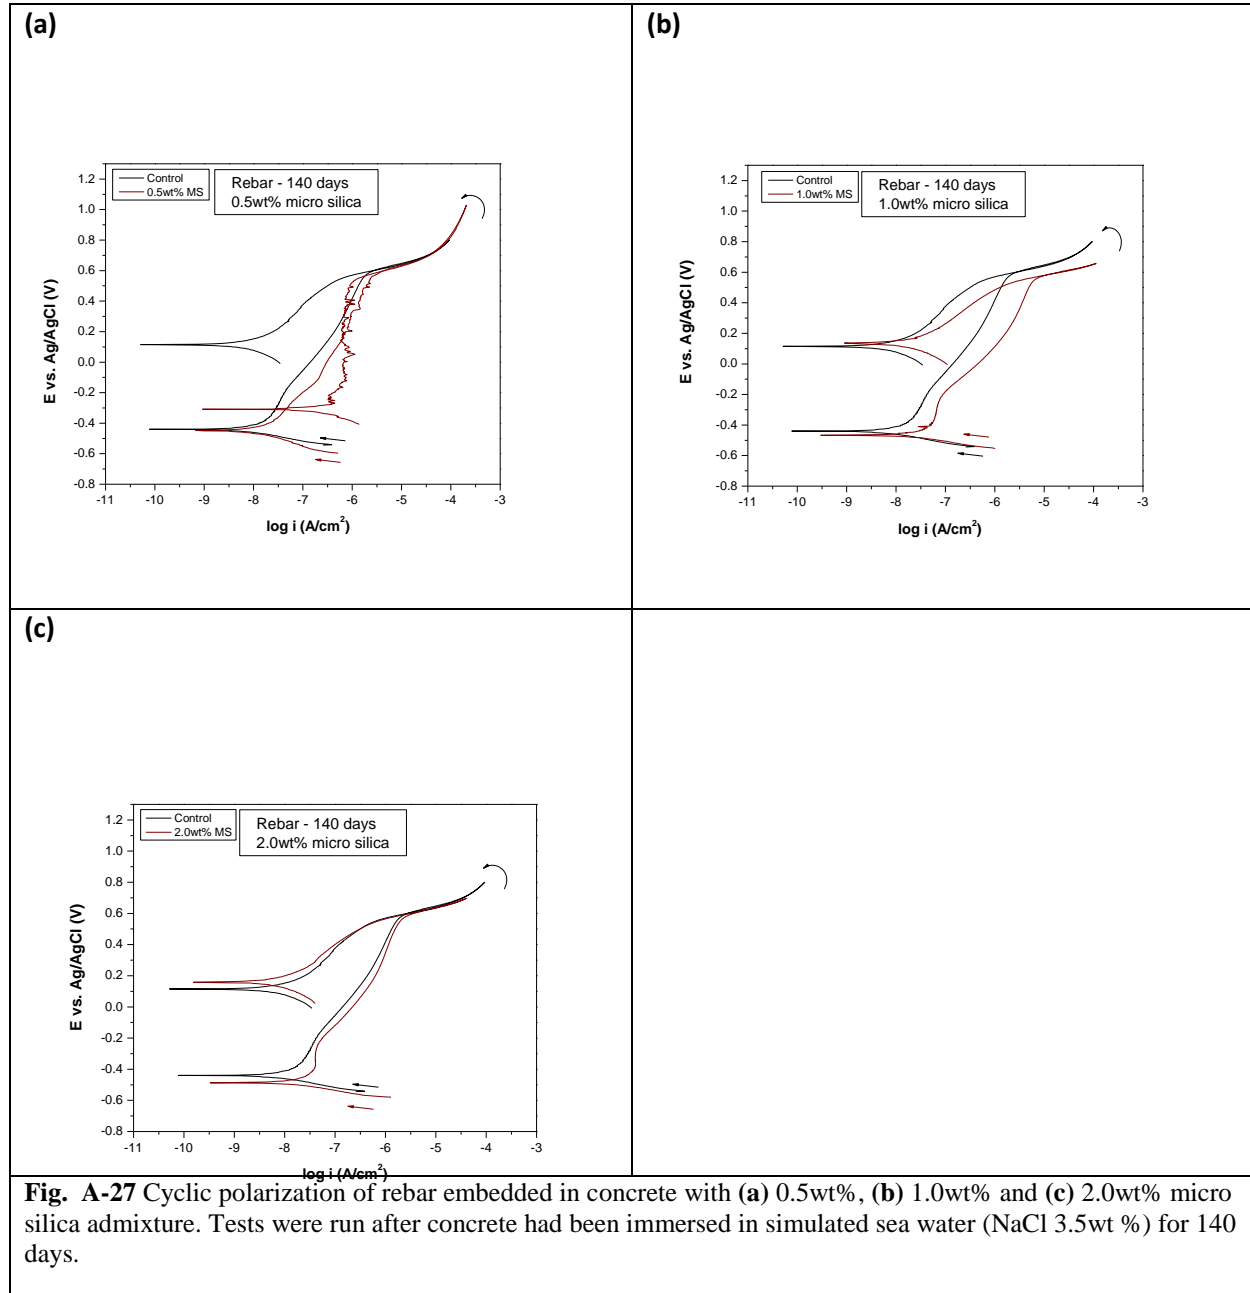 (a)
Control
0.5wt% MS
Rebar - 140 days
0.5wt% micro silica
1.2
1.0
0.8
0.6
0.4
0.2
0.0
-0.2
-0.4
-0.6
-0.8
E vs. Ag/AgCl (V)
-11 -10 -9 -8 -7 -6 -5 -4 -3
log i (A/cm²)
(b)
Control
1.0wt% MS
Rebar - 140 days
1.0wt% micro silica
1.2
1.0
0.8
0.6
0.4
0.2
0.0
-0.2
-0.4
-0.6
-0.8
E vs. Ag/AgCl (V)
-11 -10 -9 -8 -7 -6 -5 -4 -3
log i (A/cm²)
(c)
Control
2.0wt% MS
Rebar - 140 days
2.0wt% micro silica
1.2
1.0
0.8
0.6
0.4
0.2
0.0
-0.2
-0.4
-0.6
-0.8
E vs. Ag/AgCl (V)
-11 -10 -9 -8 -7 -6 -5 -4 -3
log i (A/cm²)
Fig. A-27 Cyclic polarization of rebar embedded in concrete with (a) 0.5wt%, (b) 1.0wt% and (c) 2.0wt% micro
silica admixture. Tests were run after concrete had been immersed in simulated sea water (NaCl 3.5wt %) for 140
days.